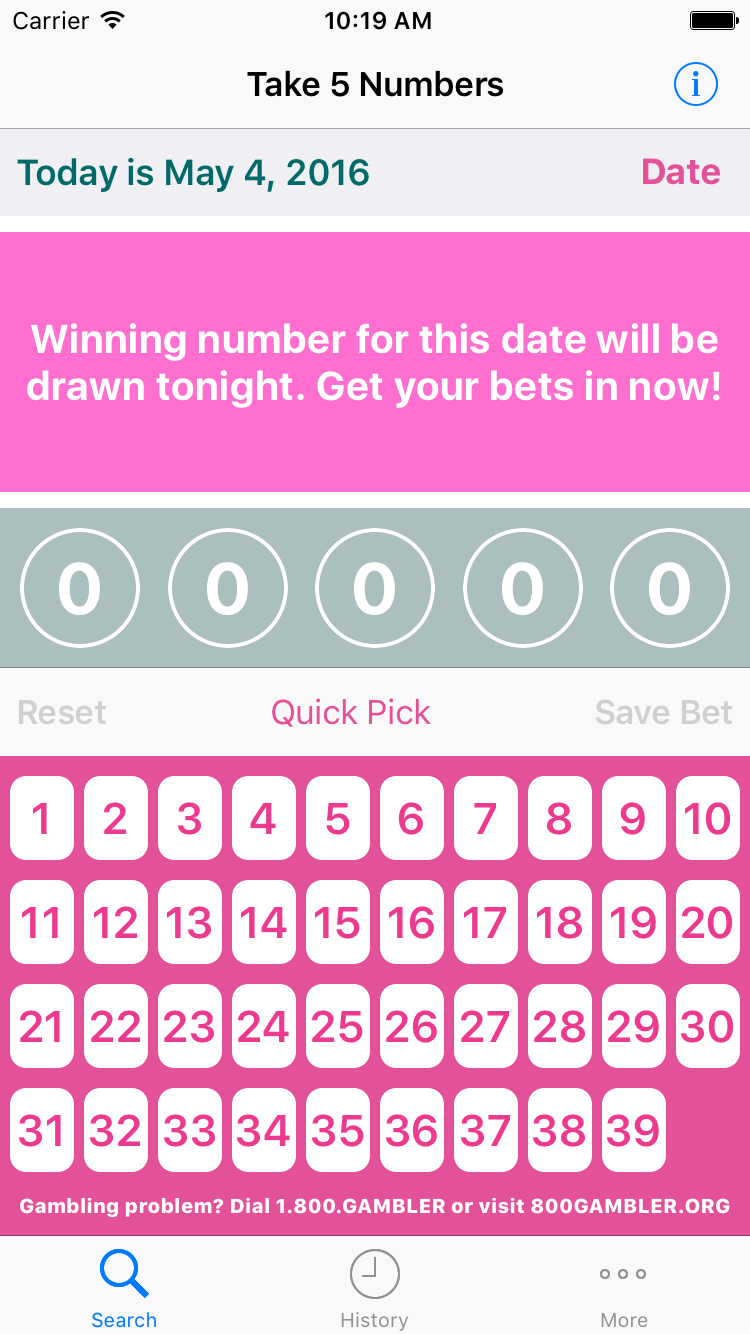 Carrier 10:19 AM
Take 5 Numbers i
Today is May 4, 2016 Date
Winning number for this date will be
drawn tonight. Get your bets in now!
0 0 0 0 0
Reset Quick Pick Save Bet
1 2 3 4 5 6 7 8 9 10
11 12 13 14 15 16 17 18 19 20
21 22 23 24 25 26 27 28 29 30
31 32 33 34 35 36 37 38 39
Gambling problem? Dial 1.800.GAMBLER or visit 800GAMBLER.ORG
Search History More